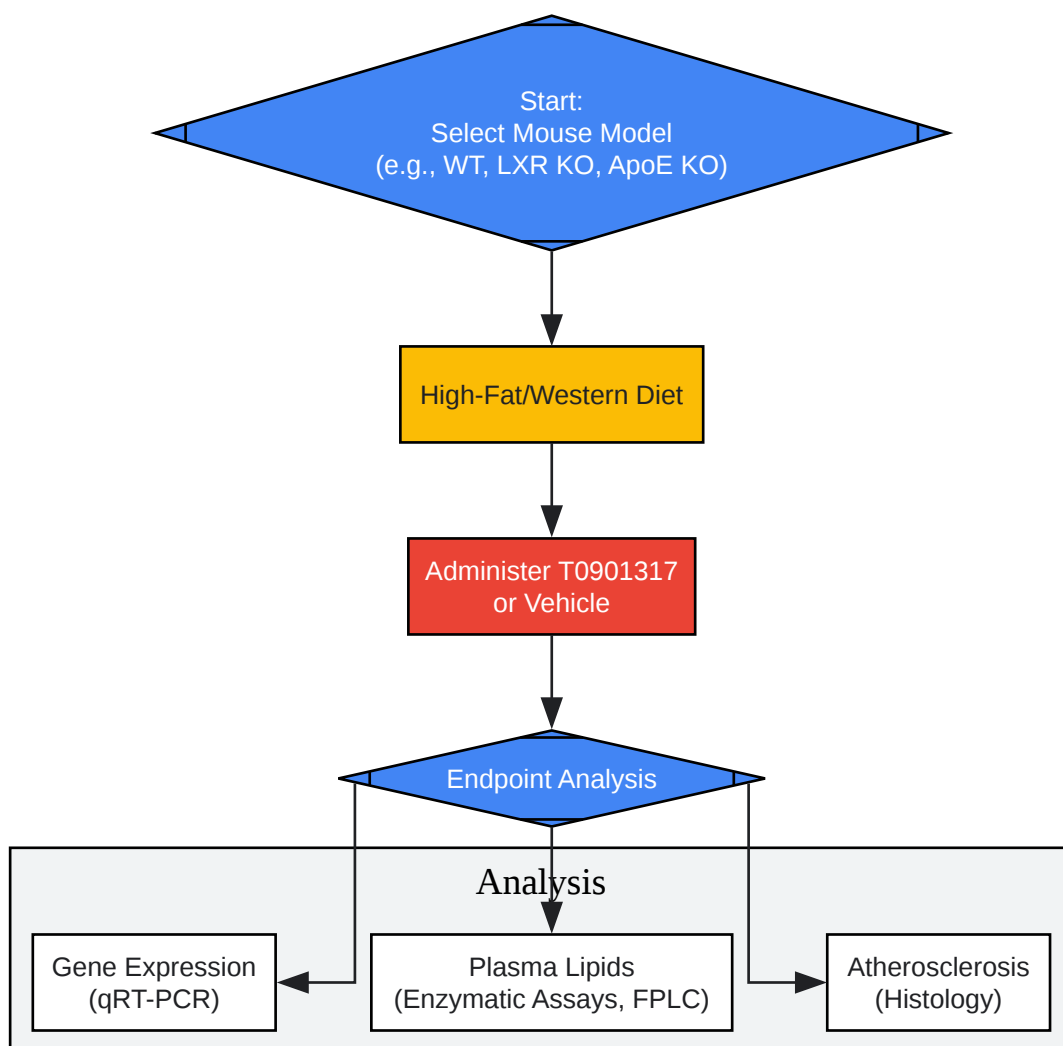 Start:
Select Mouse Model
(e.g., WT, LXR KO, ApoE KO)
High-Fat/Western Diet
Administer T0901317
or Vehicle
Endpoint Analysis
Analysis
Gene Expression
(qRT-PCR)
Plasma Lipids
(Enzymatic Assays, FPLC)
Atherosclerosis
(Histology)